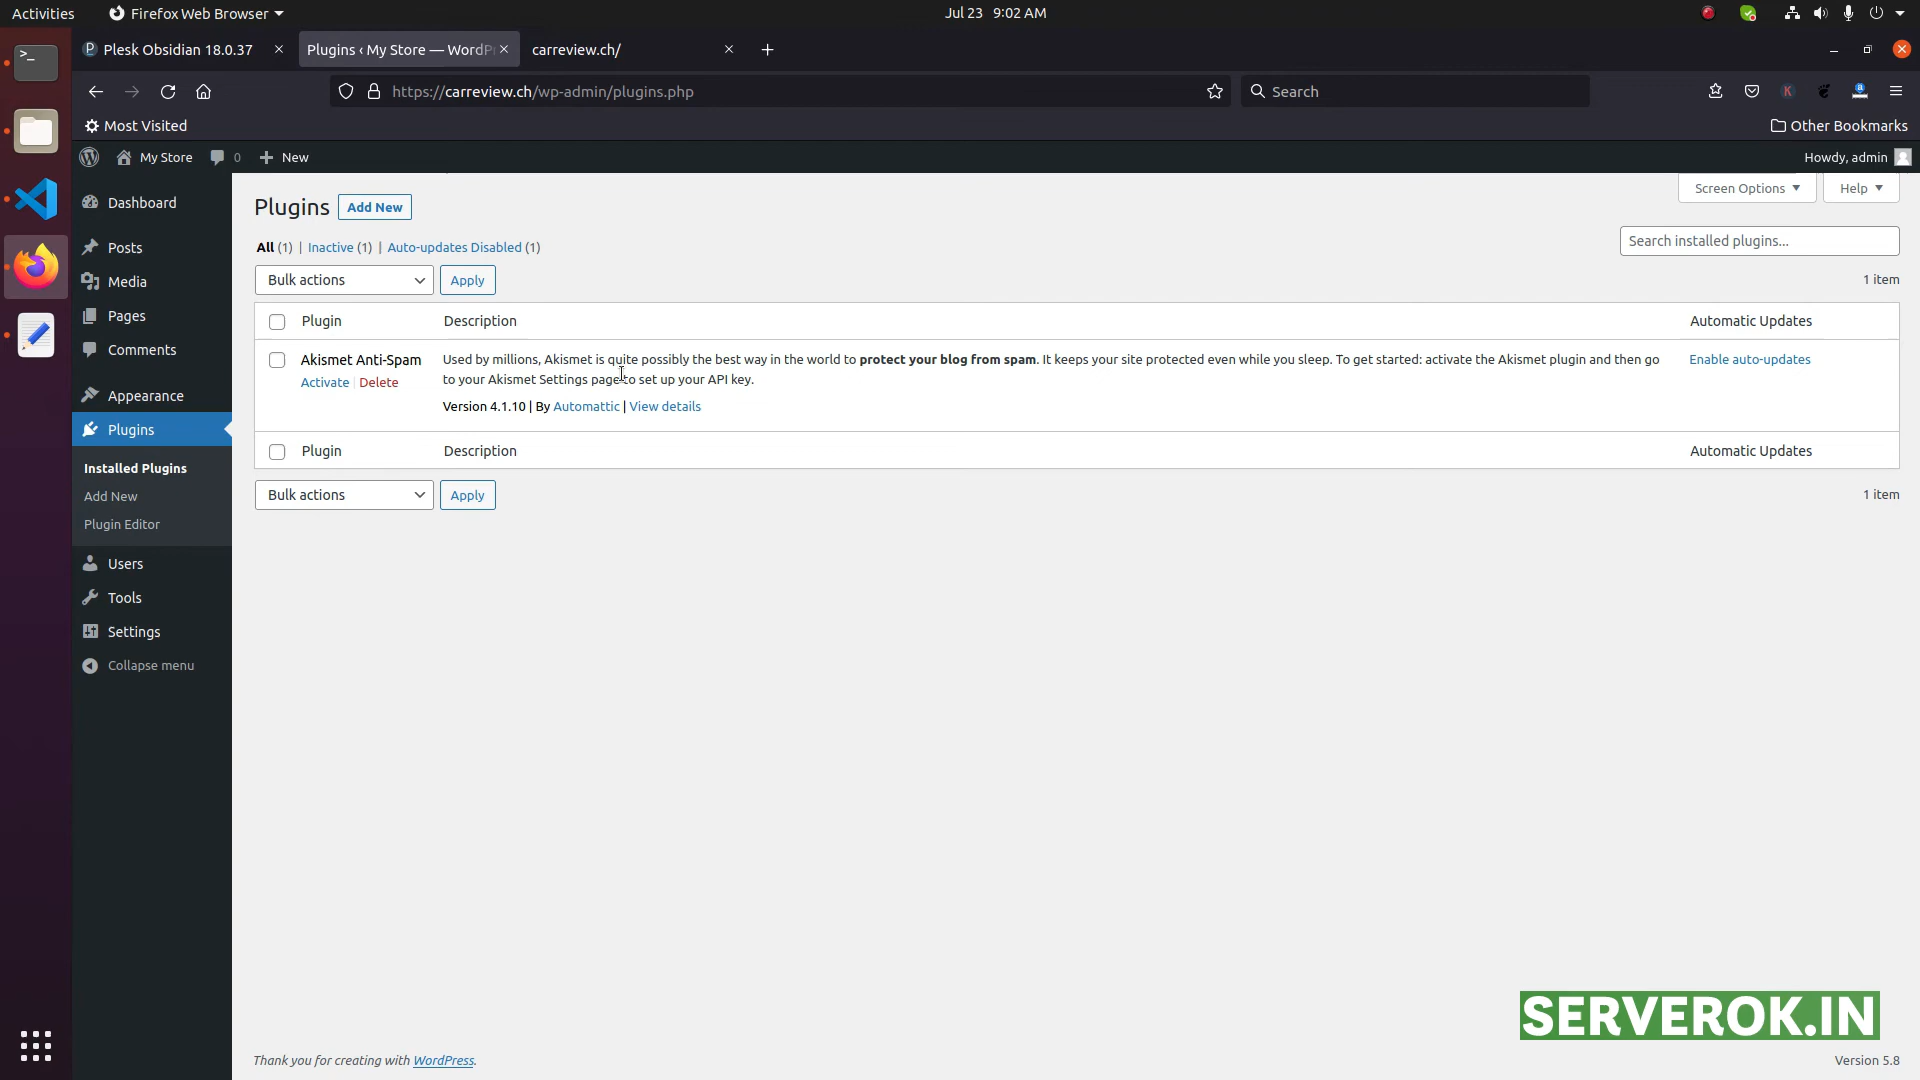 Activities
Firefox Web Browser
Jul 23 9:02 AM
Plesk Obsidian 18.0.37
Plugins ‹ My Store — WordP
carreview.ch/
https://carreview.ch/wp-admin/plugins.php
Search
Most Visited
Other Bookmarks
My Store
0
New
Howdy, admin
Dashboard
Posts
Media
Pages
Comments
Appearance
Plugins
Installed Plugins
Add New
Plugin Editor
Users
Tools
Settings
Collapse menu
Screen Options
Help
Plugins
Add New
All (1) | Inactive (1) | Auto-updates Disabled (1)
Search installed plugins...
Bulk actions
Apply
1 item
Plugin
Description
Automatic Updates
Akismet Anti-Spam
Activate | Delete
Used by millions, Akismet is quite possibly the best way in the world to protect your blog from spam. It keeps your site protected even while you sleep. To get started: activate the Akismet plugin and then go
to your Akismet Settings page to set up your API key.
Version 4.1.10 | By Automattic | View details
Enable auto-updates
Plugin
Description
Automatic Updates
Bulk actions
Apply
1 item
SERVEROK.IN
Thank you for creating with WordPress.
Version 5.8